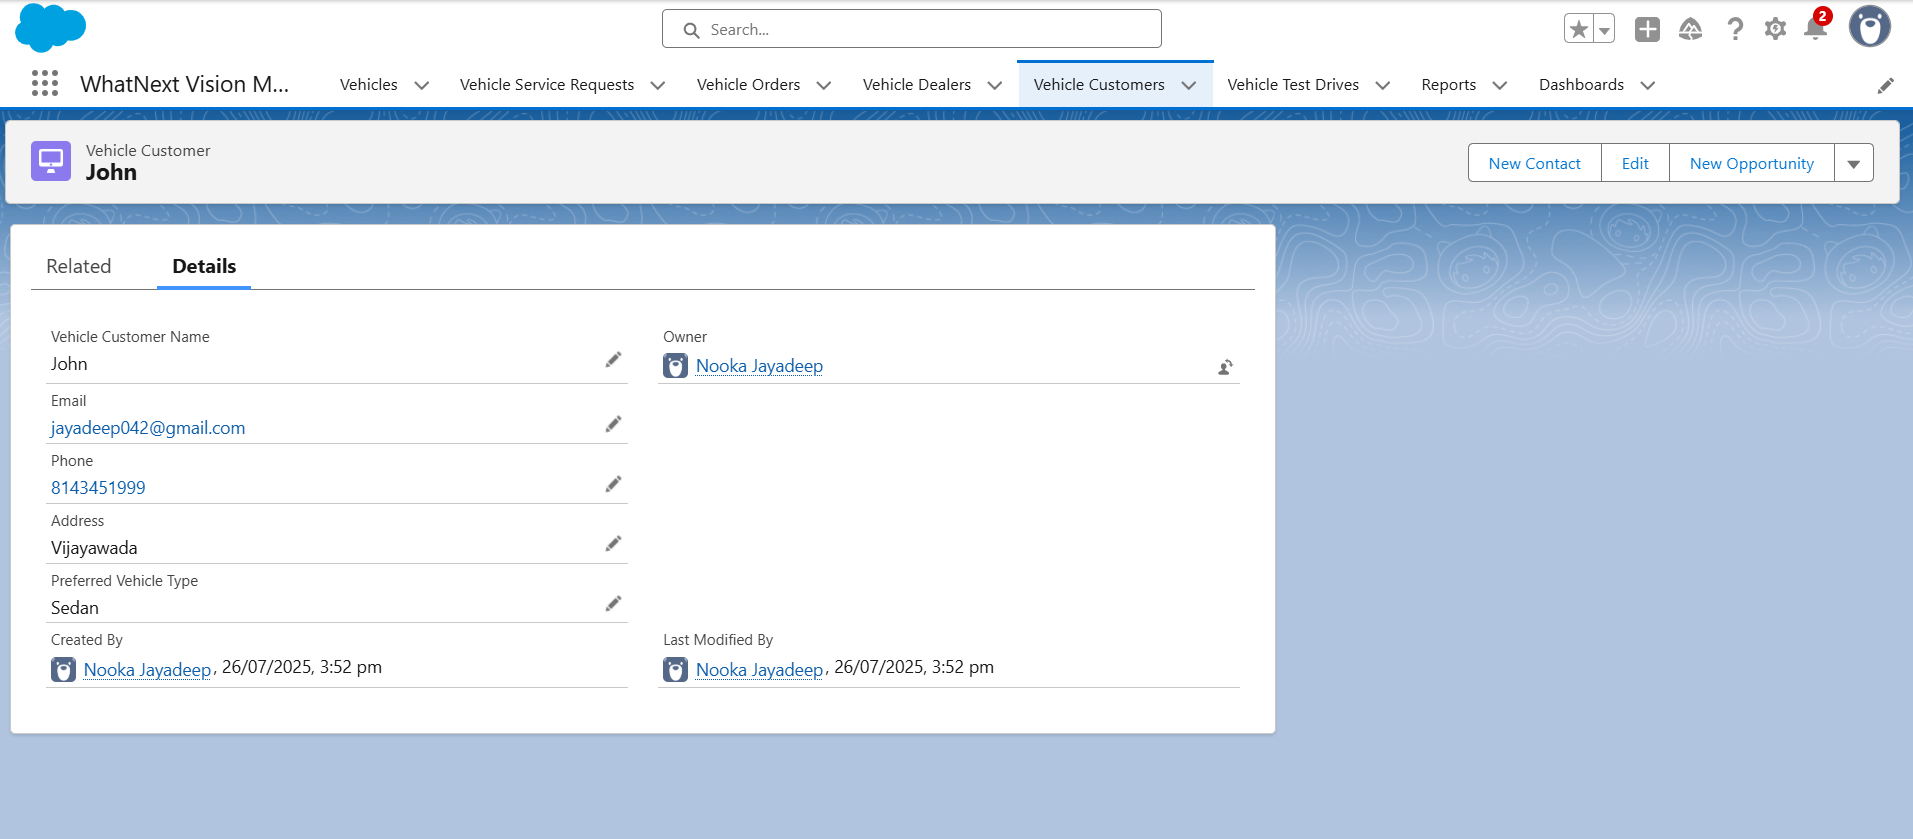 Search...
2
WhatNext Vision M...
Vehicles
Vehicle Service Requests
Vehicle Orders
Vehicle Dealers
Vehicle Customers
Vehicle Test Drives
Reports
Dashboards
Vehicle Customer
John
New Contact
Edit
New Opportunity
Related
Details
Vehicle Customer Name
John
Owner
Nooka Jayadeep
Email
jayadeep042@gmail.com
Phone
8143451999
Address
Vijayawada
Preferred Vehicle Type
Sedan
Created By
Nooka Jayadeep, 26/07/2025, 3:52 pm
Last Modified By
Nooka Jayadeep, 26/07/2025, 3:52 pm